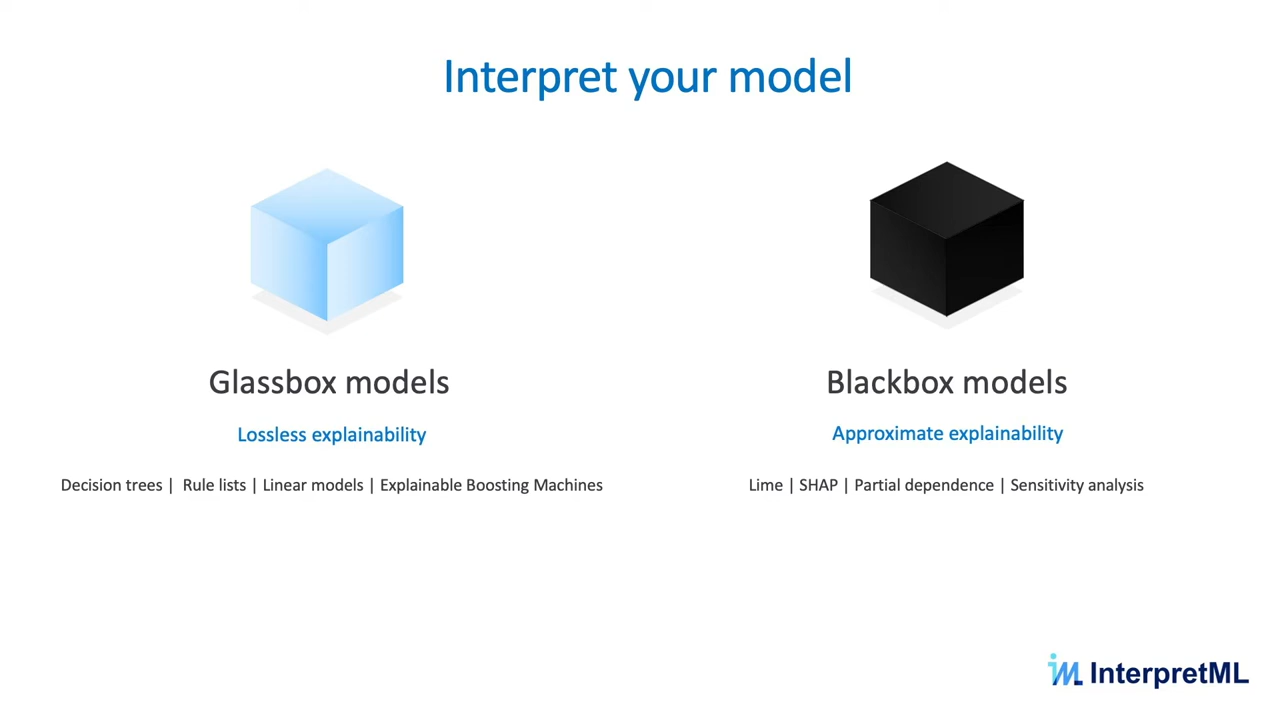 Interpret your model
Glassbox models
Lossless explainability
Decision trees | Rule lists | Linear models | Explainable Boosting Machines
Blackbox models
Approximate explainability
Lime | SHAP | Partial dependence | Sensitivity analysis
iML InterpretML